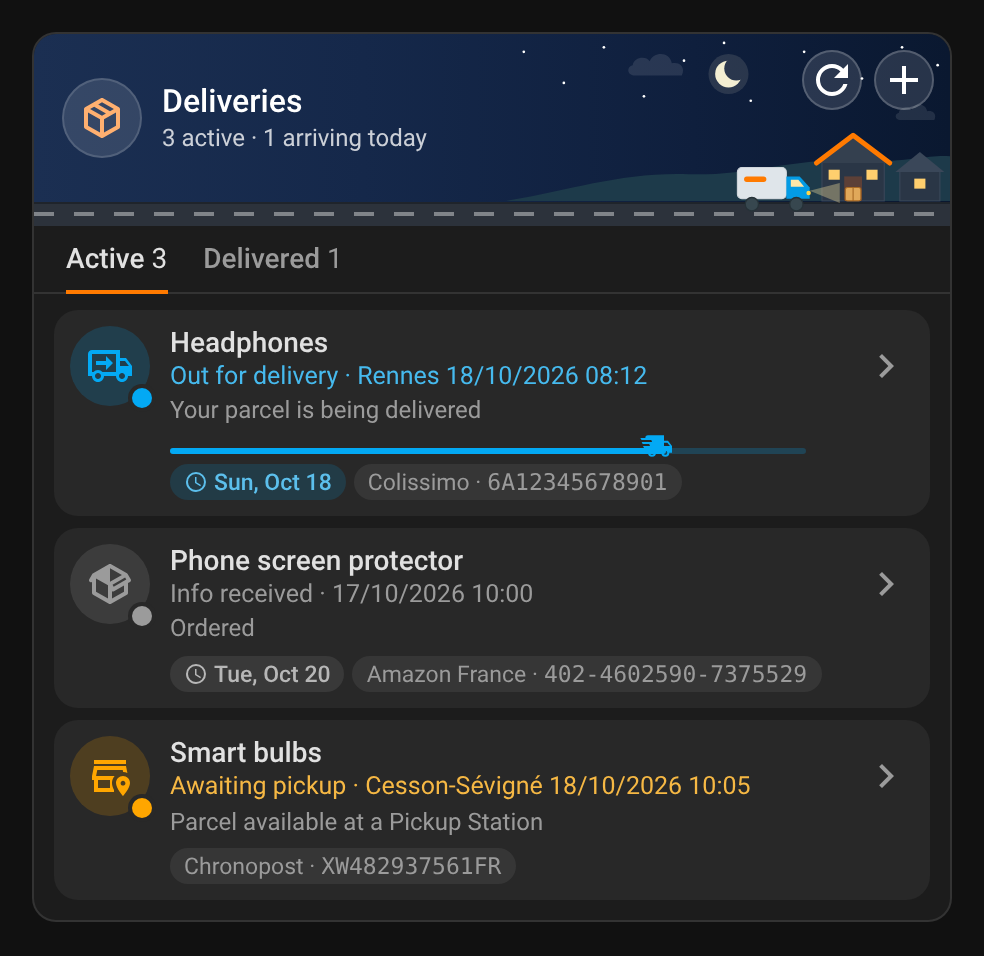 Deliveries
3 active · 1 arriving today
Active 3
Delivered 1
Headphones
Out for delivery · Rennes 18/10/2026 08:12
Your parcel is being delivered
Sun, Oct 18
Colissimo · 6A12345678901
Phone screen protector
Info received · 17/10/2026 10:00
Ordered
Tue, Oct 20
Amazon France · 402-4602590-7375529
Smart bulbs
Awaiting pickup · Cesson-Sévigné 18/10/2026 10:05
Parcel available at a Pickup Station
Chronopost · XW482937561FR